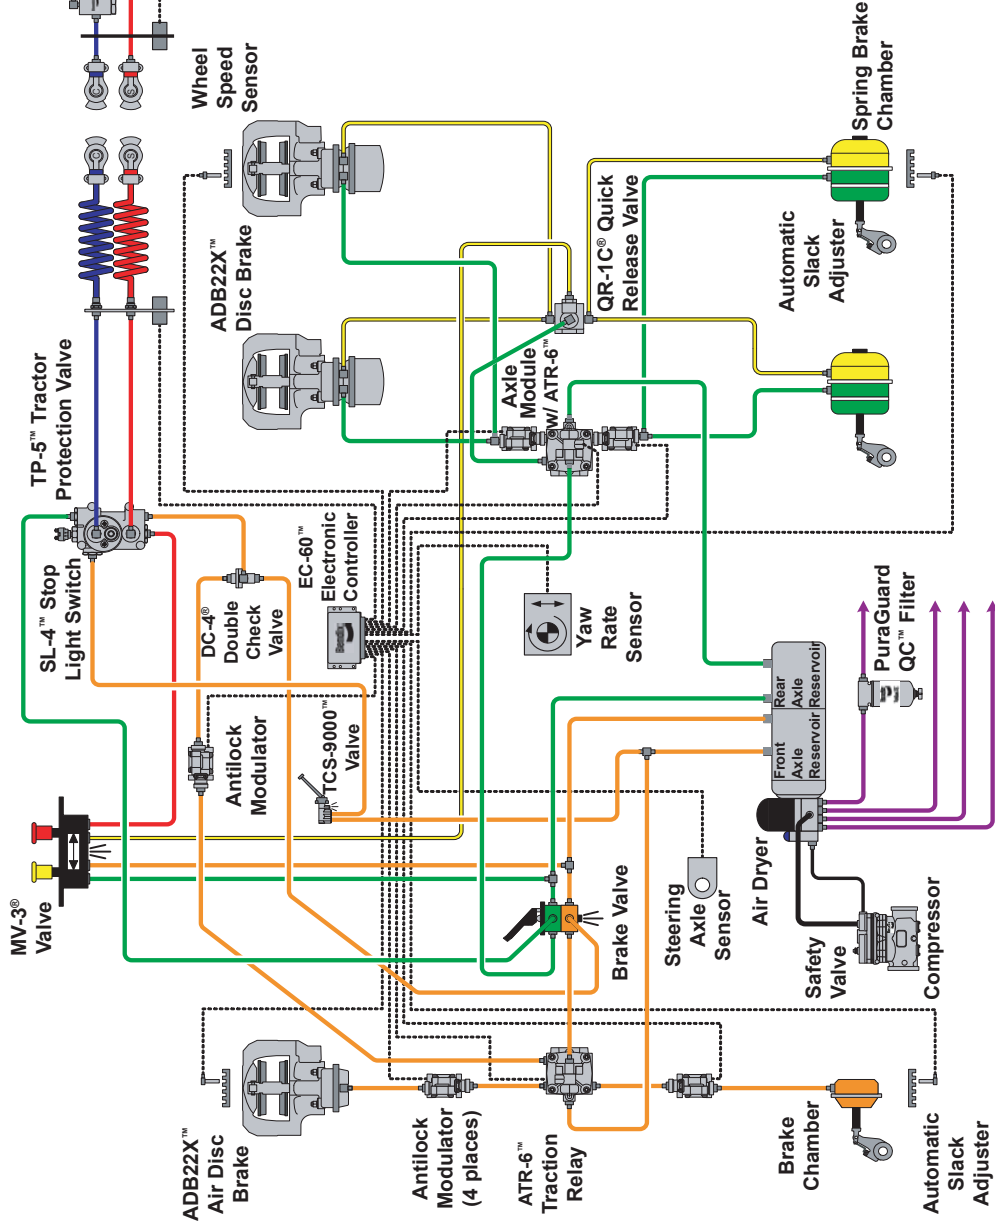 Wheel
Speed
Sensor
Spring Brake
Chamber
ADB22X™
Disc Brake
QR-1C® Quick
Release Valve
Automatic
Slack
Adjuster
TP-5™ Tractor
Protection Valve
Axle
Module
w/ ATR-6™
SL-4™ Stop
Light Switch
DC-4®
Double
Check
Valve
EC-60™
Electronic
Controller
Yaw
Rate
Sensor
PuraGuard
QC™ Filter
Antilock
Modulator
TCS-9000™
Valve
Front
Axle
Reservoir
Rear
Axle
Reservoir
MV-3®
Valve
Brake Valve
Steering
Axle
Sensor
Air Dryer
Safety
Valve
Compressor
ADB22X™
Air Disc
Brake
Antilock
Modulator
(4 places)
ATR-6™
Traction
Relay
Brake
Chamber
Automatic
Slack
Adjuster
C
S
C
S